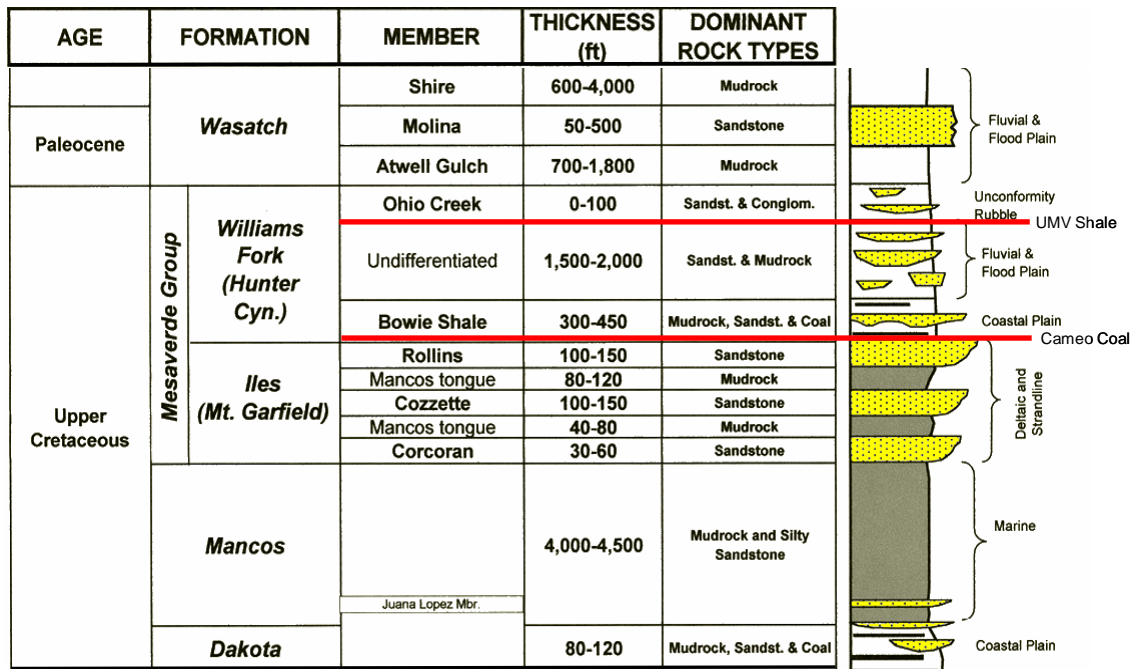 AGE FORMATION MEMBER THICKNESS (ft) DOMINANT ROCK TYPES
Shire 600-4,000 Mudrock
Paleocene Wasatch Molina 50-500 Sandstone Fluvial & Flood Plain
Atwell Gulch 700-1,800 Mudrock
Ohio Creek 0-100 Sandst. & Conglom. Unconformity Rubble
UMV Shale
Upper Cretaceous Mesaverde Group Williams Fork (Hunter Cyn.) Undifferentiated 1,500-2,000 Sandst. & Mudrock Fluvial & Flood Plain
Bowie Shale 300-450 Mudrock, Sandst. & Coal Coastal Plain
Cameo Coal
Iles (Mt. Garfield) Rollins 100-150 Sandstone Deltaic and Strandline
Mancos tongue 80-120 Mudrock
Cozzette 100-150 Sandstone
Mancos tongue 40-80 Mudrock
Corcoran 30-60 Sandstone
Mancos 4,000-4,500 Mudrock and Silty Sandstone Marine
Juana Lopez Mbr.
Dakota 80-120 Mudrock, Sandst. & Coal Coastal Plain